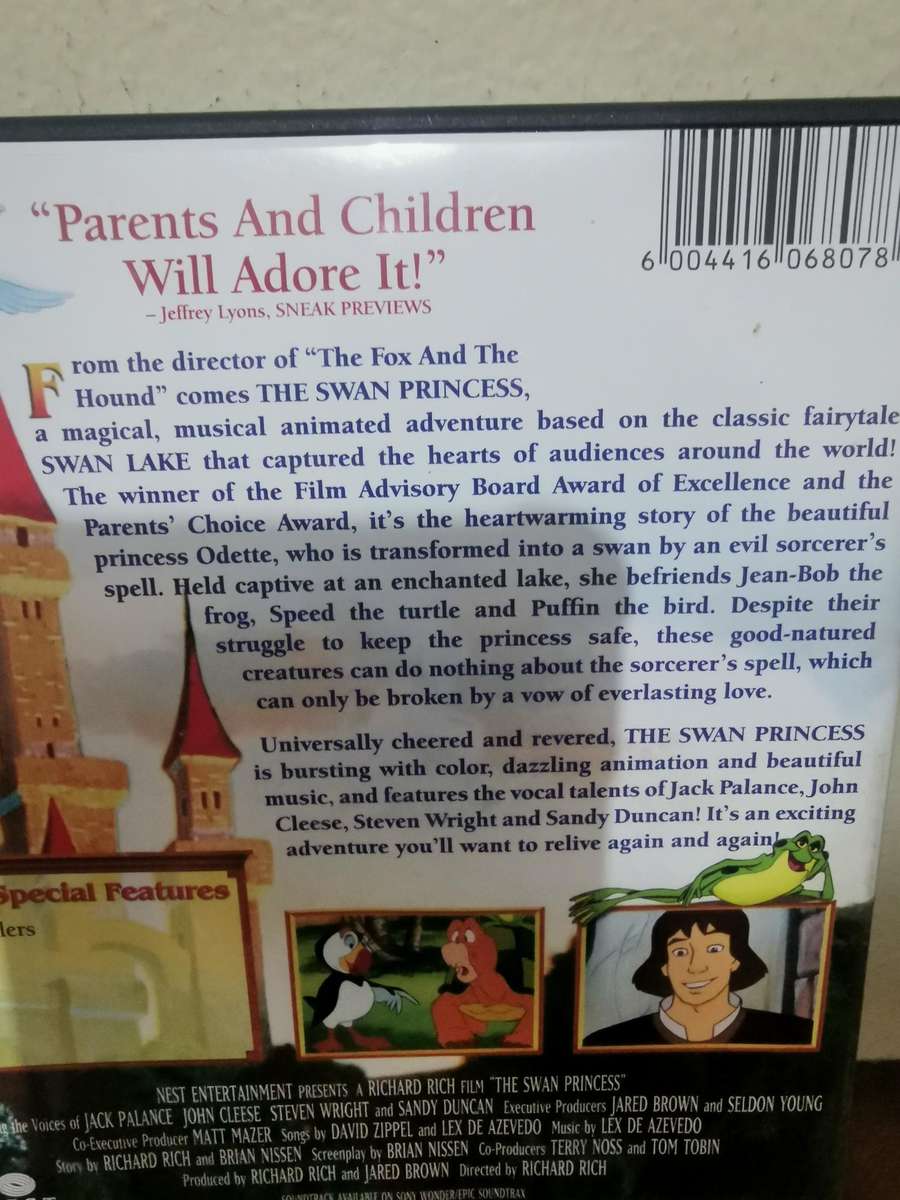 “Parents And Children
Will Adore It!”
– Jeffrey Lyons, SNEAK PREVIEWS
6 004416 068078
From the director of “The Fox And The
Hound” comes THE SWAN PRINCESS,
a magical, musical animated adventure based on the classic fairytale
SWAN LAKE that captured the hearts of audiences around the world!
The winner of the Film Advisory Board Award of Excellence and the
Parents’ Choice Award, it’s the heartwarming story of the beautiful
princess Odette, who is transformed into a swan by an evil sorcerer’s
spell. Held captive at an enchanted lake, she befriends Jean-Bob the
frog, Speed the turtle and Puffin the bird. Despite their
struggle to keep the princess safe, these good-natured
creatures can do nothing about the sorcerer’s spell, which
can only be broken by a vow of everlasting love.
Universally cheered and revered, THE SWAN PRINCESS
is bursting with color, dazzling animation and beautiful
music, and features the vocal talents of Jack Palance, John
Cleese, Steven Wright and Sandy Duncan! It’s an exciting
adventure you’ll want to relive again and again!
Special Features
lers
NEST ENTERTAINMENT PRESENTS A RICHARD RICH FILM "THE SWAN PRINCESS"
the Voices of JACK PALANCE JOHN CLEESE STEVEN WRIGHT and SANDY DUNCAN Executive Producers JARED BROWN and SELDON YOUNG
Co-Executive Producer MATT MAZER Songs by DAVID ZIPPEL and LEX DE AZEVEDO Music by LEX DE AZEVEDO
Story by RICHARD RICH and BRIAN NISSEN Screenplay by BRIAN NISSEN Co-Producers TERRY NOSS and TOM TOBIN
Produced by RICHARD RICH and JARED BROWN Directed by RICHARD RICH
SOUNDTRACK AVAILABLE ON SONY WONDER/EPIC SOUNDTRAX